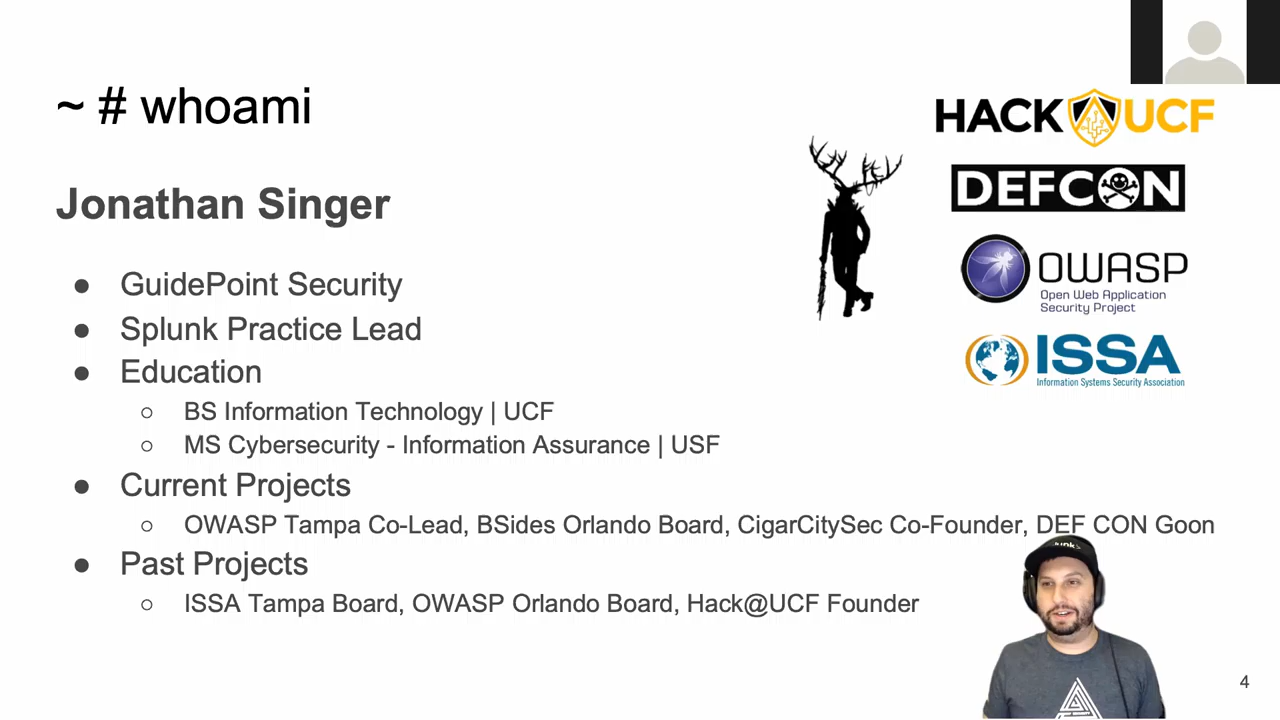 ~ # whoami
HACK UCF
Jonathan Singer
DEFCON
GuidePoint Security
OWASP
Open Web Application
Security Project
Splunk Practice Lead
ISSA
Information Systems Security Association
Education
BS Information Technology | UCF
MS Cybersecurity - Information Assurance | USF
Current Projects
OWASP Tampa Co-Lead, BSides Orlando Board, CigarCitySec Co-Founder, DEF CON Goon
Past Projects
ISSA Tampa Board, OWASP Orlando Board, Hack@UCF Founder
4